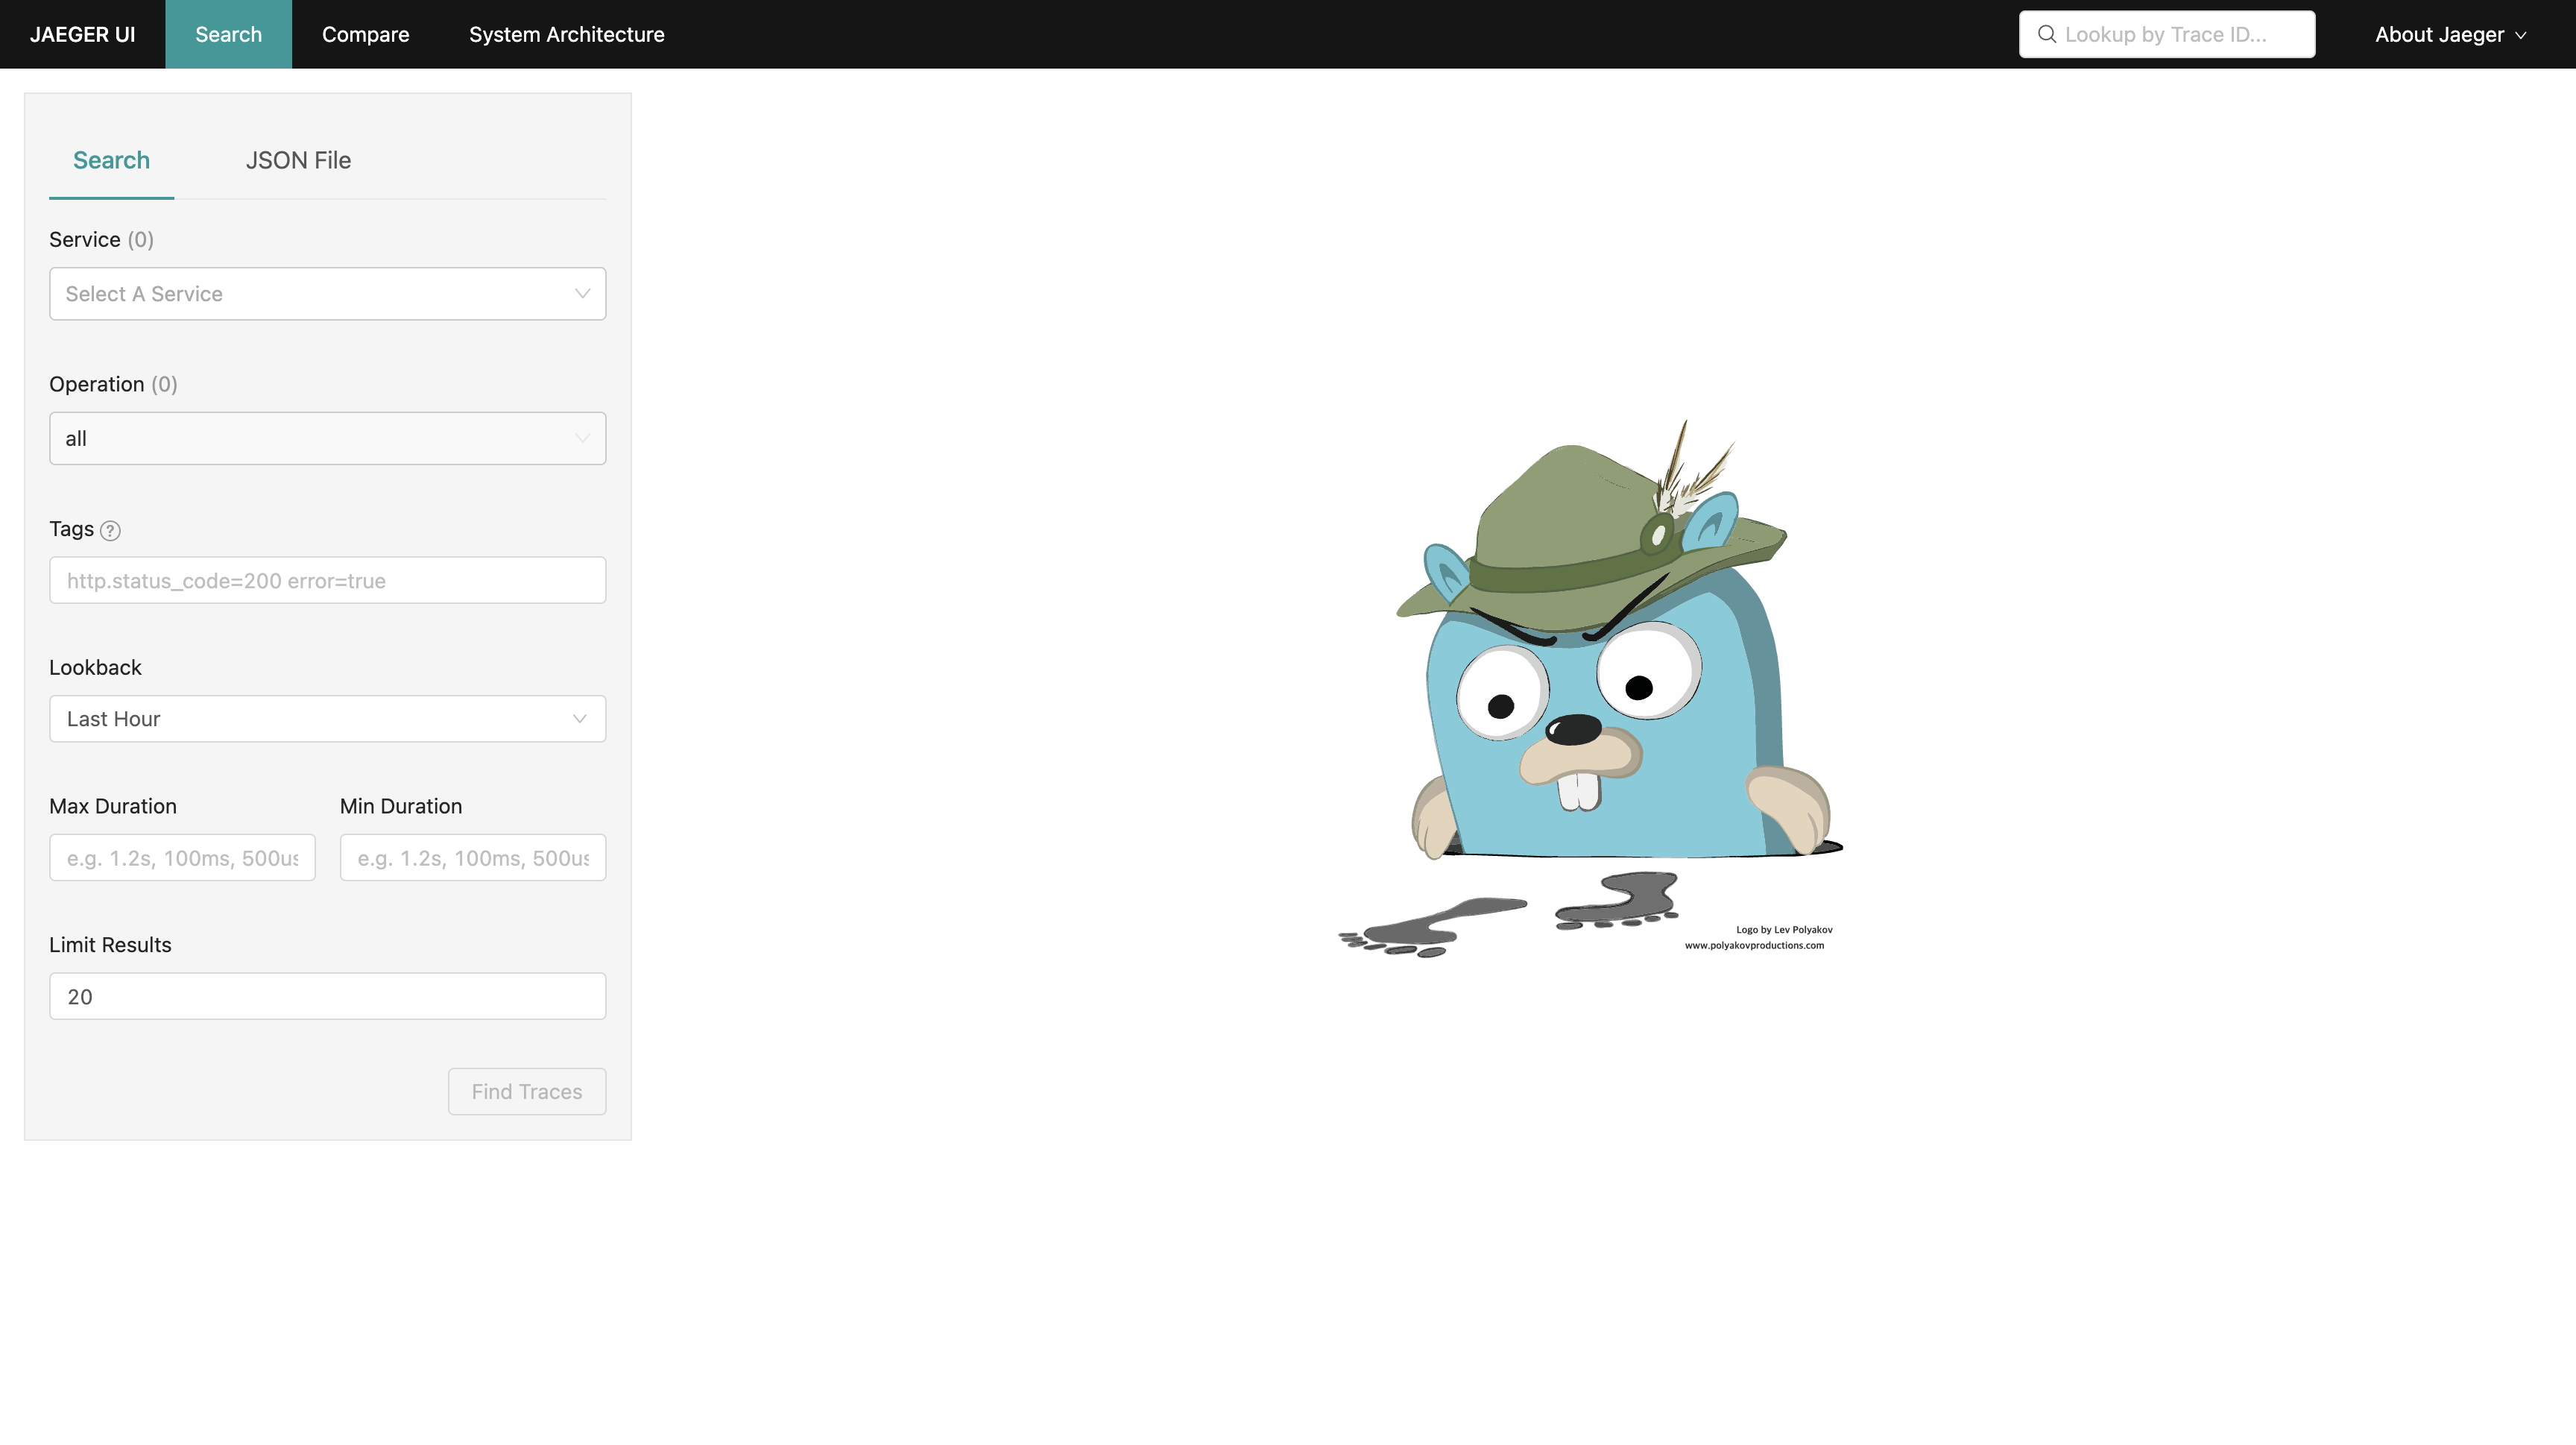 JAEGER UI
Search
Compare
System Architecture
Lookup by Trace ID...
About Jaeger
Search
JSON File
Service (0)
Select A Service
Operation (0)
all
Tags
http.status_code=200 error=true
Lookback
Last Hour
Max Duration
Min Duration
e.g. 1.2s, 100ms, 500us
e.g. 1.2s, 100ms, 500us
Limit Results
20
Find Traces
Logo by Lev Polyakov
www.polyakovproductions.com